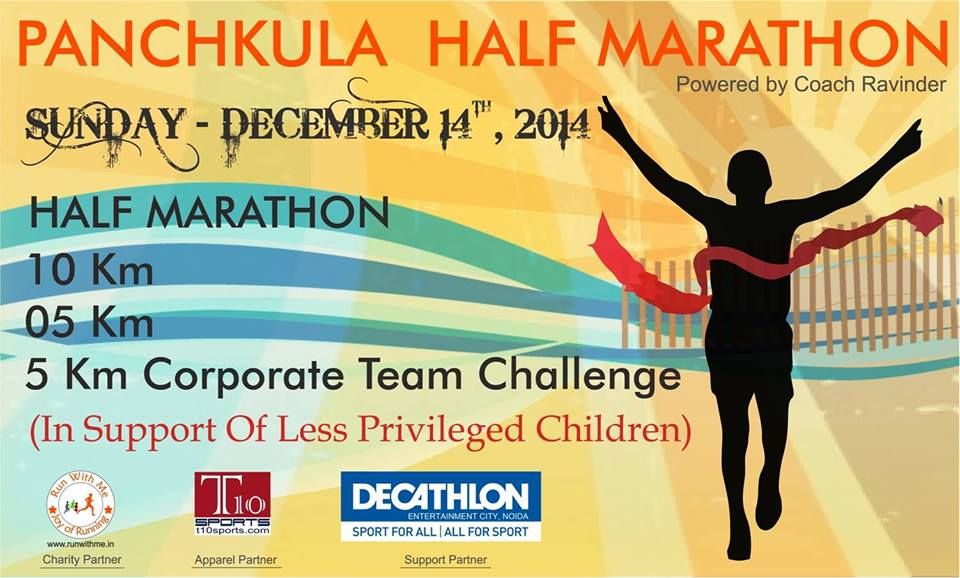 PANCHKULA HALF MARATHON
Powered by Coach Ravinder
SUNDAY - DECEMBER 14TH, 2014
HALF MARATHON
10 Km
05 Km
5 Km Corporate Team Challenge
(In Support Of Less Privileged Children)
Run With Me
Joy of Running
www.runwithme.in
Charity Partner
T10
SPORTS
t10sports.com
Apparel Partner
DECATHLON
ENTERTAINMENT CITY, NOIDA
SPORT FOR ALL | ALL FOR SPORT
Support Partner